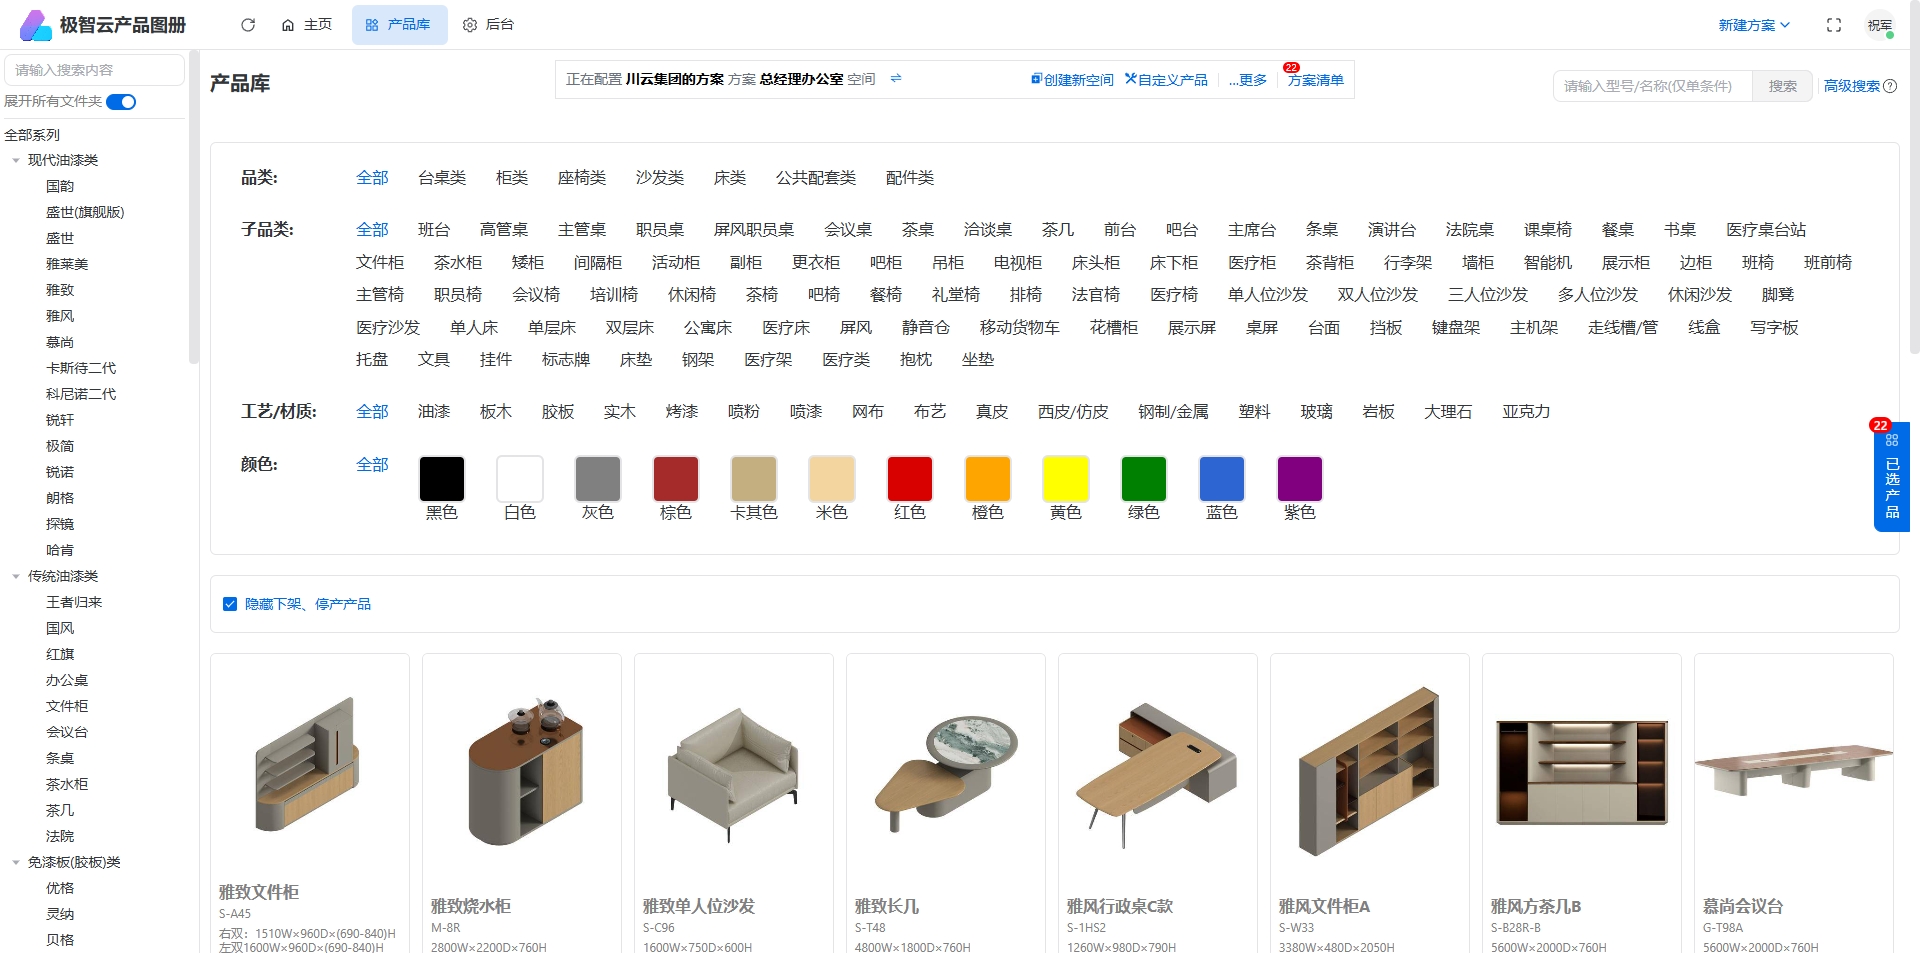 极智云产品图册
主页
产品库
后台
新建方案
祝军
请输入搜索内容
展开所有文件夹
全部系列
现代油漆类
国韵
盛世(旗舰版)
盛世
雅莱美
雅致
雅风
慕尚
卡斯待二代
科尼诺二代
锐轩
极简
锐诺
朗格
探镜
哈肯
传统油漆类
王者归来
国风
红旗
办公桌
文件柜
会议台
条桌
茶水柜
茶几
法院
免漆板(胶板)类
优格
灵纳
贝格
产品库
正在配置 川云集团的方案 方案 总经理办公室 空间
创建新空间 自定义产品 ...更多 方案清单
22
请输入型号/名称(仅单条件) 搜索 高级搜索
品类: 全部 台桌类 柜类 座椅类 沙发类 床类 公共配套类 配件类
子品类: 全部 班台 高管桌 主管桌 职员桌 屏风职员桌 会议桌 茶桌 洽谈桌 茶几 前台 吧台 主席台 条桌 演讲台 法院桌 课桌椅 餐桌 书桌 医疗桌台站
文件柜 茶水柜 矮柜 间隔柜 活动柜 副柜 更衣柜 吧柜 吊柜 电视柜 床头柜 床下柜 医疗柜 茶背柜 行李架 墙柜 智能机 展示柜 边柜 班椅 班前椅
主管椅 职员椅 会议椅 培训椅 休闲椅 茶椅 吧椅 餐椅 礼堂椅 排椅 法官椅 医疗椅 单人位沙发 双人位沙发 三人位沙发 多人位沙发 休闲沙发 脚凳
医疗沙发 单人床 单层床 双层床 公寓床 医疗床 屏风 静音仓 移动货物车 花槽柜 展示屏 桌屏 台面 挡板 键盘架 主机架 走线槽/管 线盒 写字板
托盘 文具 挂件 标志牌 床垫 钢架 医疗架 医疗类 抱枕 坐垫
工艺/材质: 全部 油漆 板木 胶板 实木 烤漆 喷粉 喷漆 网布 布艺 真皮 西皮/仿皮 钢制/金属 塑料 玻璃 岩板 大理石 亚克力
颜色: 全部
黑色 白色 灰色 棕色 卡其色 米色 红色 橙色 黄色 绿色 蓝色 紫色
22
已选产品
隐藏下架、停产产品
雅致文件柜
S-A45
右双：1510W×960D×(690-840)H
左双1600W×960D×(690-840)H
雅致烧水柜
M-8R
2800W×2200D×760H
雅致单人位沙发
S-C96
1600W×750D×600H
雅致长几
S-T48
4800W×1800D×760H
雅风行政桌C款
S-1HS2
1260W×980D×790H
雅风文件柜A
S-W33
3380W×480D×2050H
雅风方茶几B
S-B28R-B
5600W×2000D×760H
慕尚会议台
G-T98A
5600W×2000D×760H